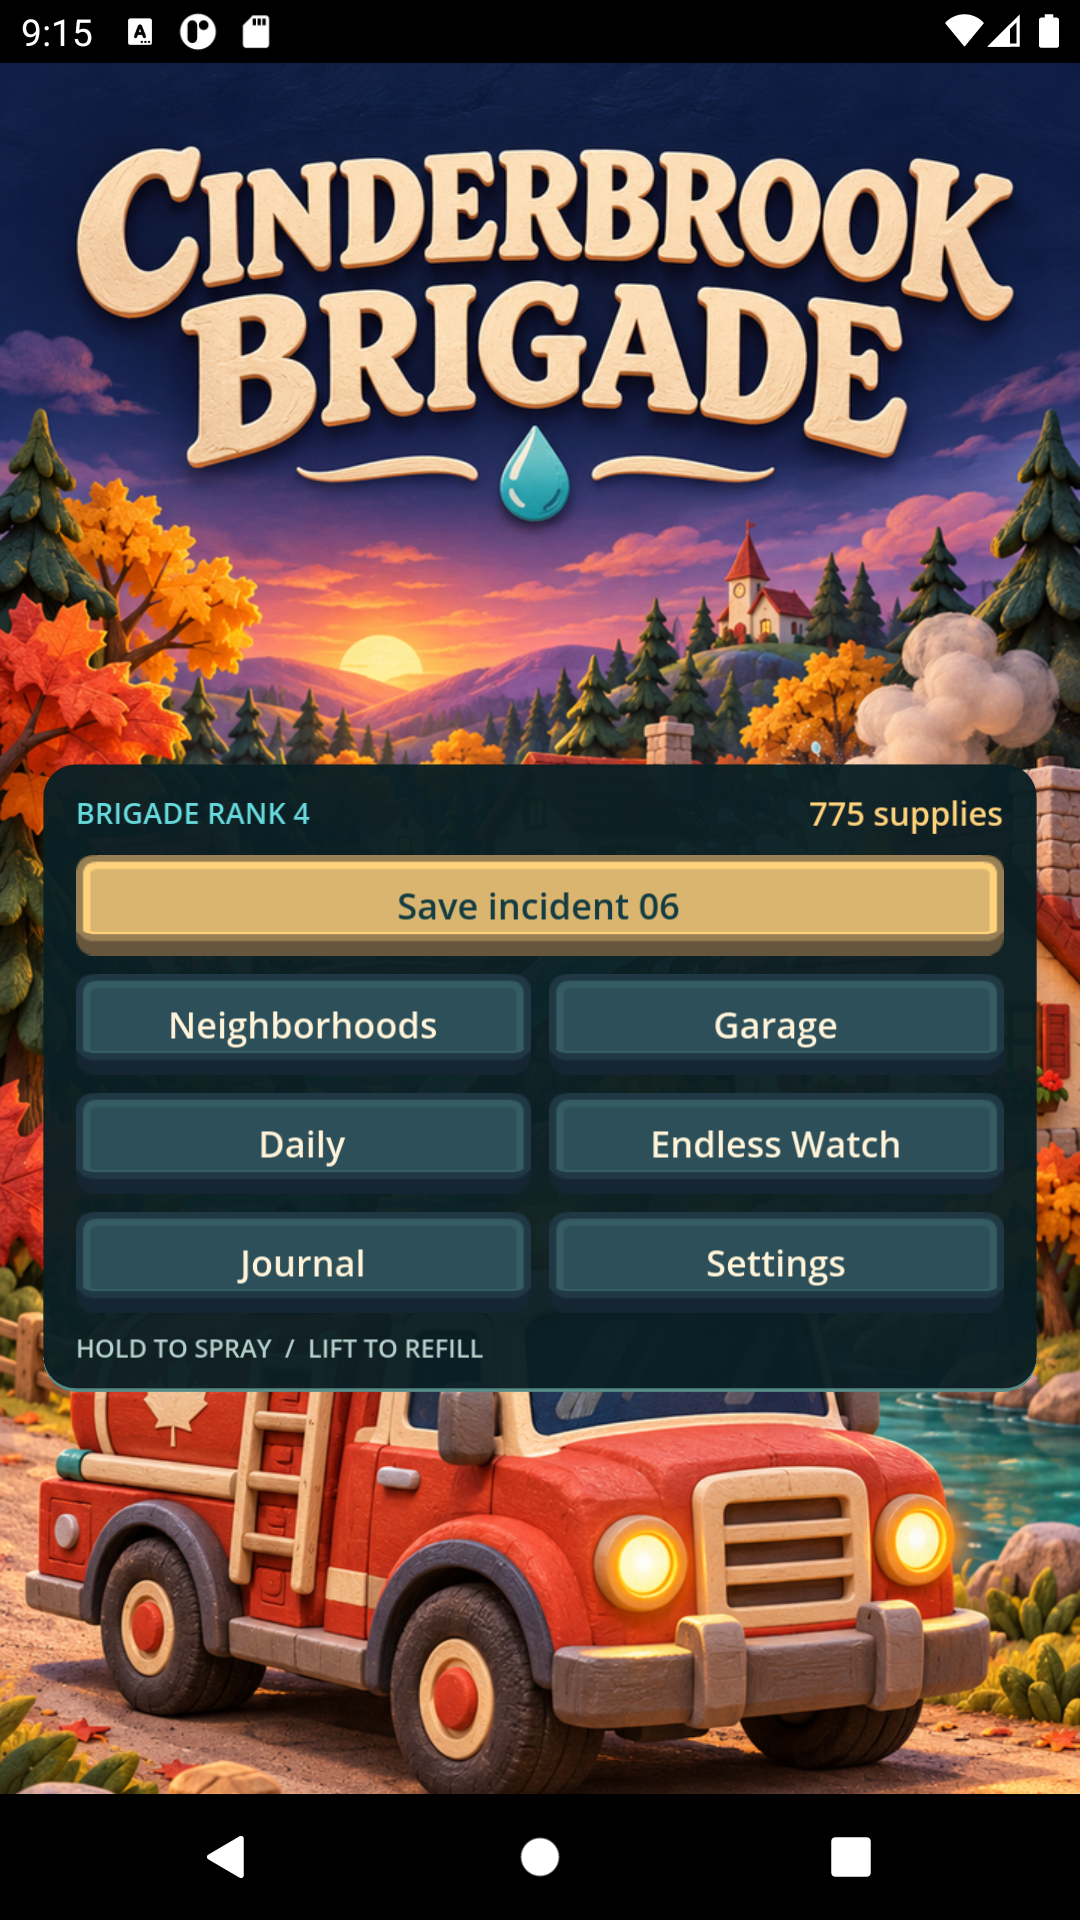 9:15
CINDERBROOK
BRIGADE
BRIGADE RANK 4
775 supplies
Save incident 06
Neighborhoods
Garage
Daily
Endless Watch
Journal
Settings
HOLD TO SPRAY / LIFT TO REFILL